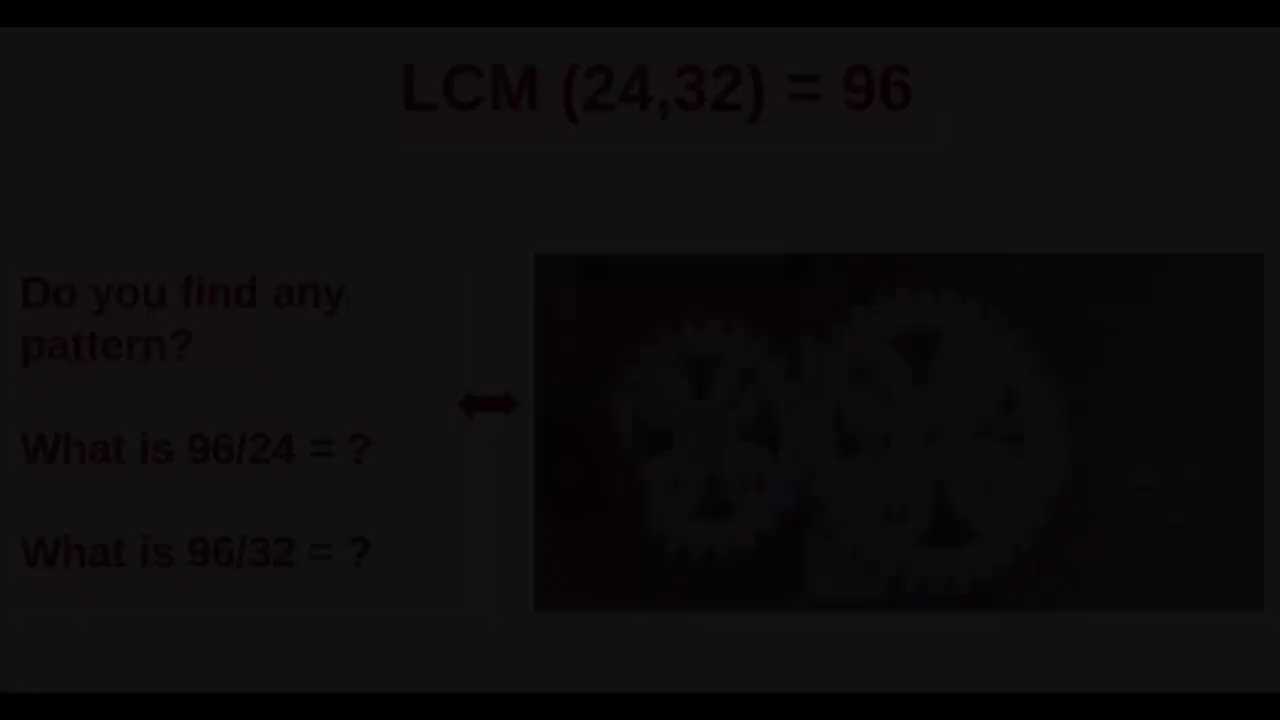 LCM (24,32) = 96
Do you find any
pattern?
What is 96/24 = ?
What is 96/32 = ?